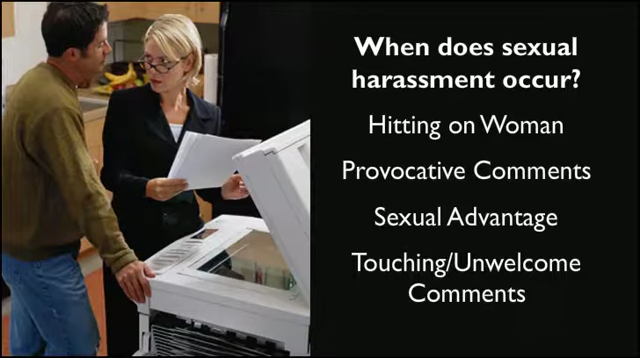 When does sexual
harassment occur?
Hitting on Woman
Provocative Comments
Sexual Advantage
Touching/Unwelcome
Comments